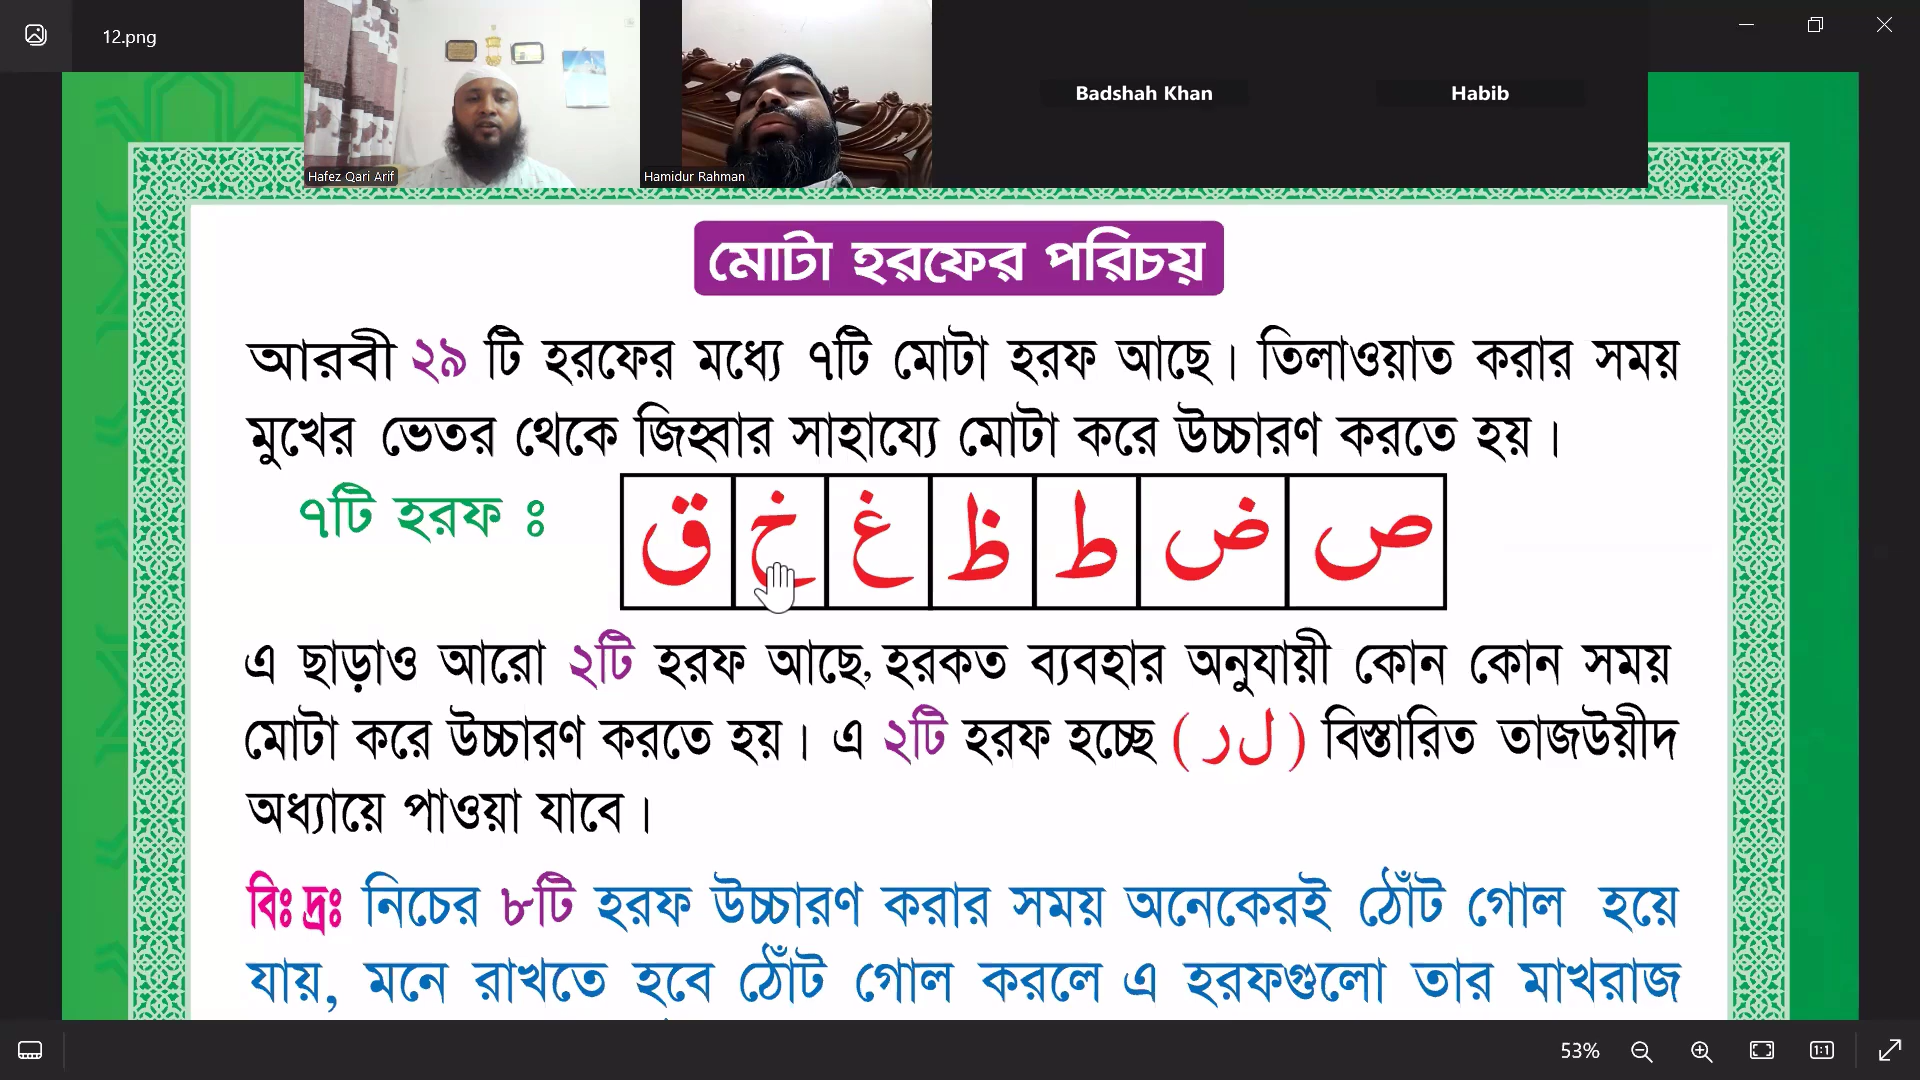 12.png
Hafez Qari Arif
Hamidur Rahman
Badshah Khan
Habib
মোটা হরফের পরিচয়
আরবী ২৯ টি হরফের মধ্যে ৭টি মোটা হরফ আছে। তিলাওয়াত করার সময়
মুখের ভেতর থেকে জিহ্বার সাহায্যে মোটা করে উচ্চারণ করতে হয়।
৭টি হরফ ঃ
ص ض ط ظ غ خ ق
এ ছাড়াও আরো ২টি হরফ আছে, হরকত ব্যবহার অনুযায়ী কোন কোন সময়
মোটা করে উচ্চারণ করতে হয়। এ ২টি হরফ হচ্ছে (ل ر) বিস্তারিত তাজউয়ীদ
অধ্যায়ে পাওয়া যাবে।
বিঃ দ্রঃ নিচের ৮টি হরফ উচ্চারণ করার সময় অনেকেরই ঠোঁট গোল হয়ে
যায়, মনে রাখতে হবে ঠোঁট গোল করলে এ হরফগুলো তার মাখরাজ
53%
1:1